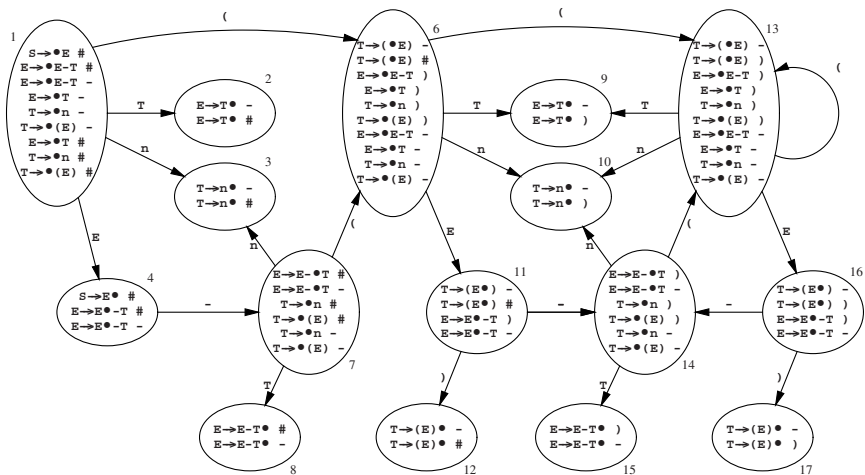 1
S→●E #
E→●E-T #
E→●E-T -
E→●T -
T→●n -
T→●(E) -
E→●T #
T→●n #
T→●(E) #
(
T
n
E
2
E→T● -
E→T● #
3
T→n● -
T→n● #
4
S→E● #
E→E●-T #
E→E●-T -
-
6
T→(●E) -
T→(●E) #
E→●E-T )
E→●T )
T→●n )
T→●(E) )
E→●E-T -
E→●T -
T→●n -
T→●(E) -
(
T
n
E
7
E→E-●T #
E→E-●T -
T→●n #
T→●(E) #
T→●n -
T→●(E) -
n
(
T
8
E→E-T● #
E→E-T● -
9
E→T● -
E→T● )
10
T→n● -
T→n● )
11
T→(E●) -
T→(E●) #
E→E●-T )
E→E●-T -
-
)
12
T→(E)● -
T→(E)● #
13
T→(●E) -
T→(●E) )
E→●E-T )
E→●T )
T→●n )
T→●(E) )
E→●E-T -
E→●T -
T→●n -
T→●(E) -
(
T
n
E
14
E→E-●T )
E→E-●T -
T→●n )
T→●(E) )
T→●n -
T→●(E) -
n
(
T
15
E→E-T● )
E→E-T● -
16
T→(E●) -
T→(E●) )
E→E●-T )
E→E●-T -
-
)
17
T→(E)● -
T→(E)● )